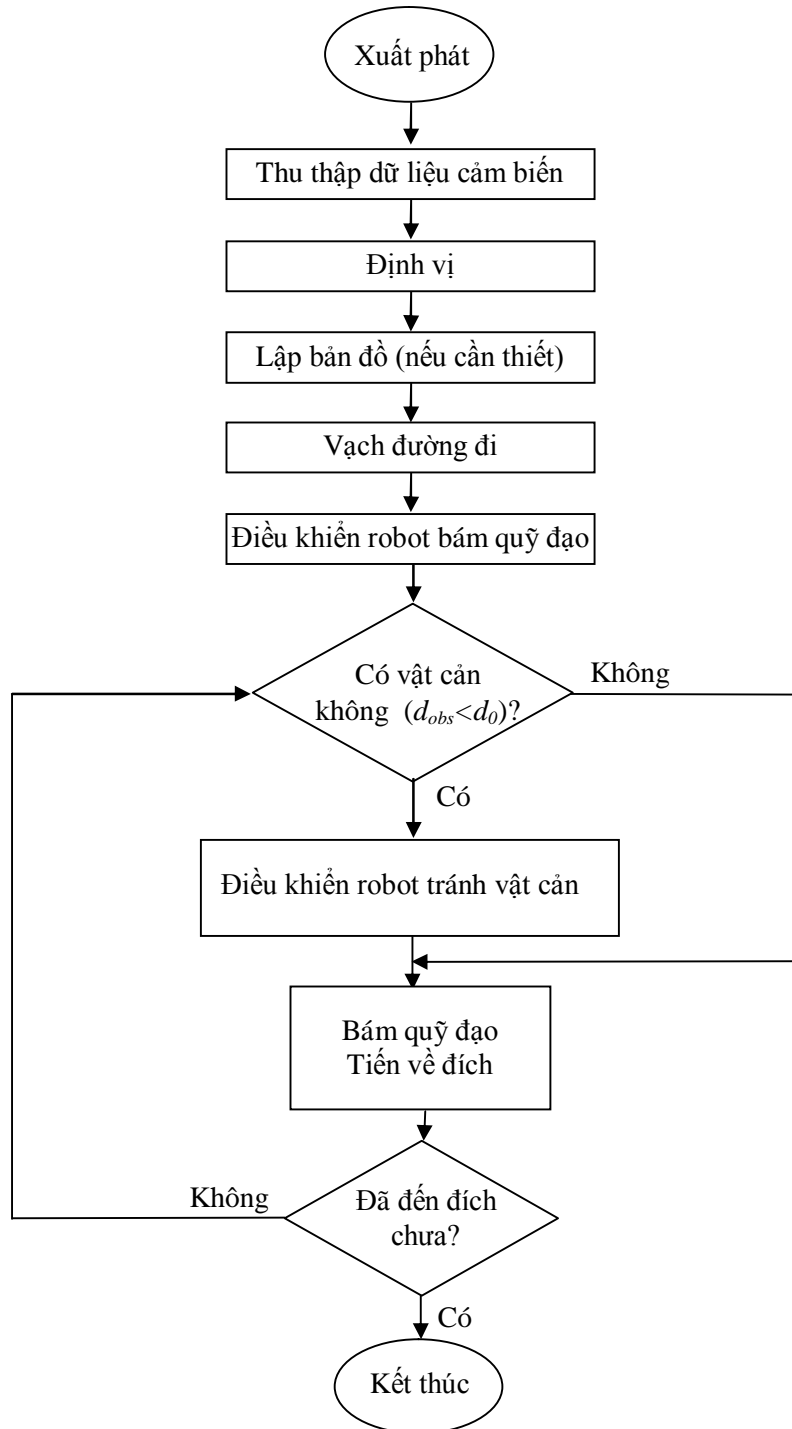 Xuất phát
Thu thập dữ liệu cảm biến
Định vị
Lập bản đồ (nếu cần thiết)
Vạch đường đi
Điều khiển robot bám quỹ đạo
Có vật cản
không (d_obs<d_0)?
Không
Có
Điều khiển robot tránh vật cản
Bám quỹ đạo
Tiến về đích
Không
Đã đến đích
chưa?
Có
Kết thúc